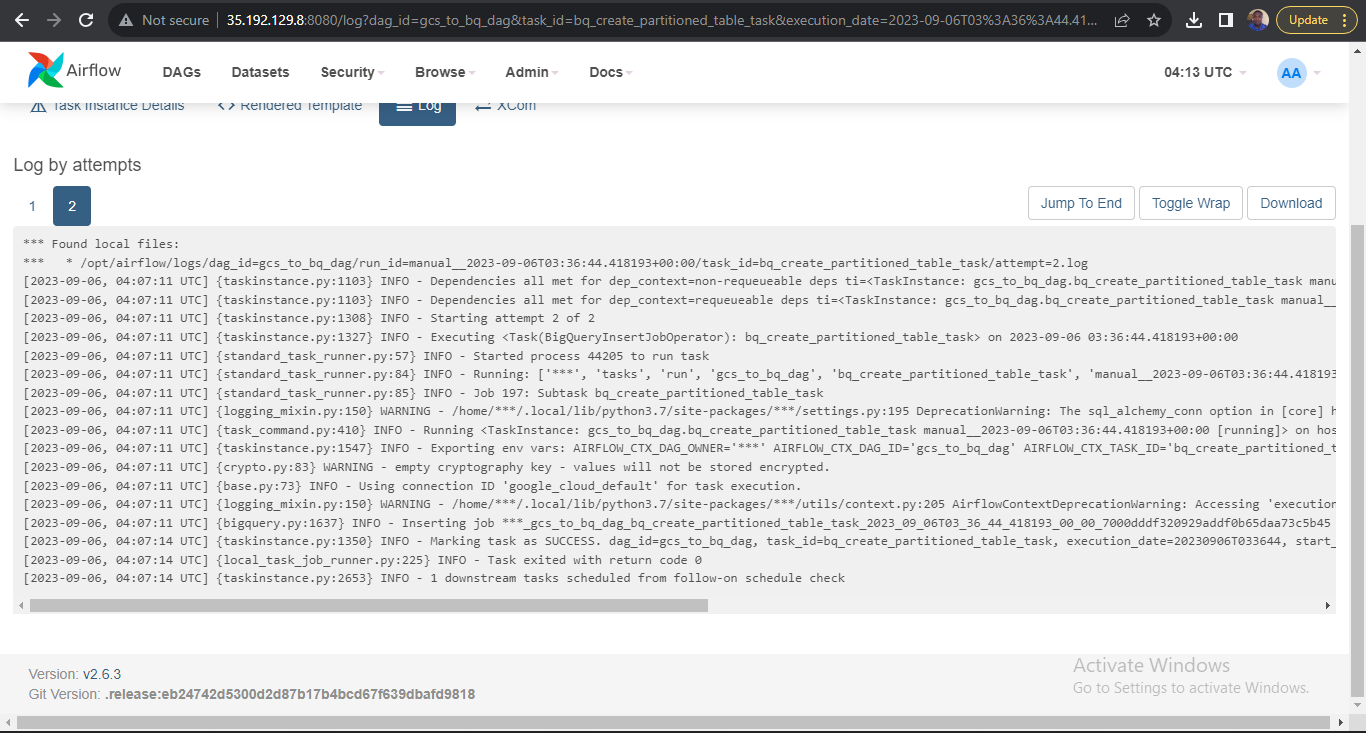 Not secure 35.192.129.8:8080/log?dag_id=gcs_to_bq_dag&task_id=bq_create_partitioned_table_task&execution_date=2023-09-06T03%3A36%3A44.41... Update
Airflow DAGs Datasets Security Browse Admin Docs 04:13 UTC AA
Task Instance Details <> Rendered Template Log XCom
Log by attempts
1 2 Jump To End Toggle Wrap Download
*** Found local files:
***   * /opt/airflow/logs/dag_id=gcs_to_bq_dag/run_id=manual__2023-09-06T03:36:44.418193+00:00/task_id=bq_create_partitioned_table_task/attempt=2.log
[2023-09-06, 04:07:11 UTC] {taskinstance.py:1103} INFO - Dependencies all met for dep_context=non-requeueable deps ti=<TaskInstance: gcs_to_bq_dag.bq_create_partitioned_table_task manu
[2023-09-06, 04:07:11 UTC] {taskinstance.py:1103} INFO - Dependencies all met for dep_context=requeueable deps ti=<TaskInstance: gcs_to_bq_dag.bq_create_partitioned_table_task manual__
[2023-09-06, 04:07:11 UTC] {taskinstance.py:1308} INFO - Starting attempt 2 of 2
[2023-09-06, 04:07:11 UTC] {taskinstance.py:1327} INFO - Executing <Task(BigQueryInsertJobOperator): bq_create_partitioned_table_task> on 2023-09-06 03:36:44.418193+00:00
[2023-09-06, 04:07:11 UTC] {standard_task_runner.py:57} INFO - Started process 44205 to run task
[2023-09-06, 04:07:11 UTC] {standard_task_runner.py:84} INFO - Running: ['***', 'tasks', 'run', 'gcs_to_bq_dag', 'bq_create_partitioned_table_task', 'manual__2023-09-06T03:36:44.418193
[2023-09-06, 04:07:11 UTC] {standard_task_runner.py:85} INFO - Job 197: Subtask bq_create_partitioned_table_task
[2023-09-06, 04:07:11 UTC] {logging_mixin.py:150} WARNING - /home/***/.local/lib/python3.7/site-packages/***/settings.py:195 DeprecationWarning: The sql_alchemy_conn option in [core] h
[2023-09-06, 04:07:11 UTC] {task_command.py:410} INFO - Running <TaskInstance: gcs_to_bq_dag.bq_create_partitioned_table_task manual__2023-09-06T03:36:44.418193+00:00 [running]> on hos
[2023-09-06, 04:07:11 UTC] {taskinstance.py:1547} INFO - Exporting env vars: AIRFLOW_CTX_DAG_OWNER='***' AIRFLOW_CTX_DAG_ID='gcs_to_bq_dag' AIRFLOW_CTX_TASK_ID='bq_create_partitioned_t
[2023-09-06, 04:07:11 UTC] {crypto.py:83} WARNING - empty cryptography key - values will not be stored encrypted.
[2023-09-06, 04:07:11 UTC] {base.py:73} INFO - Using connection ID 'google_cloud_default' for task execution.
[2023-09-06, 04:07:11 UTC] {logging_mixin.py:150} WARNING - /home/***/.local/lib/python3.7/site-packages/***/utils/context.py:205 AirflowContextDeprecationWarning: Accessing 'execution
[2023-09-06, 04:07:11 UTC] {bigquery.py:1637} INFO - Inserting job ***_gcs_to_bq_dag_bq_create_partitioned_table_task_2023_09_06T03_36_44_418193_00_00_7000dddf320929addf0b65daa73c5b45
[2023-09-06, 04:07:14 UTC] {taskinstance.py:1350} INFO - Marking task as SUCCESS. dag_id=gcs_to_bq_dag, task_id=bq_create_partitioned_table_task, execution_date=20230906T033644, start_
[2023-09-06, 04:07:14 UTC] {local_task_job_runner.py:225} INFO - Task exited with return code 0
[2023-09-06, 04:07:14 UTC] {taskinstance.py:2653} INFO - 1 downstream tasks scheduled from follow-on schedule check
Version: v2.6.3
Git Version: .release:eb24742d5300d2d87b17b4bcd67f639dbafd9818
Activate Windows
Go to Settings to activate Windows.